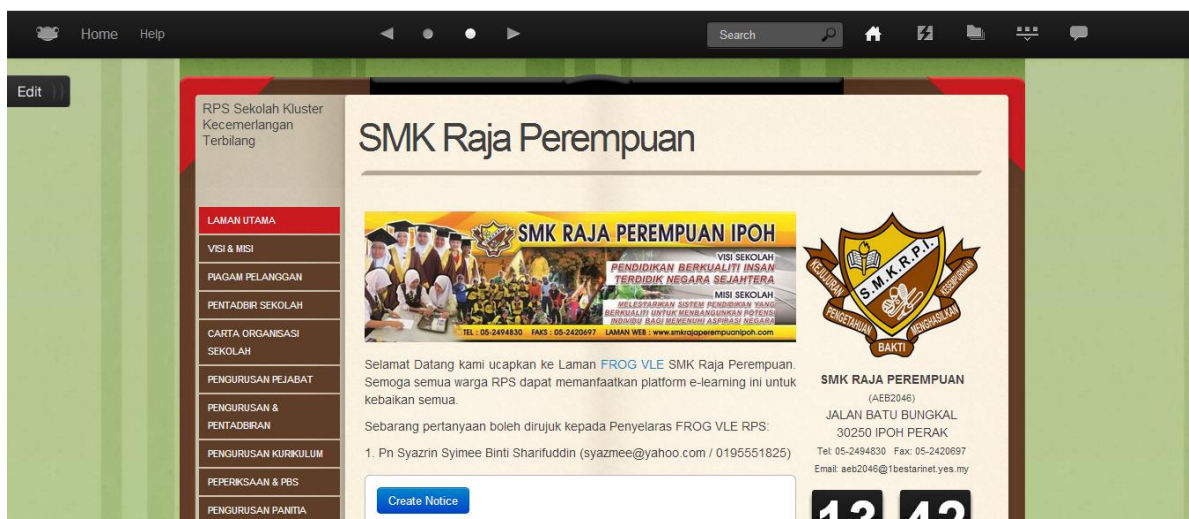 Home Help
Search
Edit
RPS Sekolah Kluster
Kecemerlangan
Terbilang
SMK Raja Perempuan
LAMAN UTAMA
VISI & MISI
PIAGAM PELANGGAN
PENTADBIR SEKOLAH
CARTA ORGANISASI
SEKOLAH
PENGURUSAN PEJABAT
PENGURUSAN &
PENTADBIRAN
PENGURUSAN KURIKULUM
PEPERIKSAAN & PBS
PENGURUSAN PANITIA
SMK RAJA PEREMPUAN IPOH
VISI SEKOLAH
PENDIDIKAN BERKUALITI INSAN
TERDIDIK NEGARA SEJAHTERA
MISI SEKOLAH
MELESTARIKAN SISTEM PENDIDIKAN YANG
BERKUALITI UNTUK MEMBANGUNKAN POTENSI
INDIVIDU BAGI MEMENUHI ASPIRASI NEGARA
TEL : 05-2494830 FAKS : 05-2420697 LAMAN WEB : www.smkrajaperempuanipoh.com
Selamat Datang kami ucapkan ke Laman FROG VLE SMK Raja Perempuan.
Semoga semua warga RPS dapat memanfaatkan platform e-learning ini untuk
kebaikan semua.
Sebarang pertanyaan boleh dirujuk kepada Penyelaras FROG VLE RPS:
1. Pn Syazrin Syimee Binti Sharifuddin (syazmee@yahoo.com / 0195551825)
Create Notice
S.M.K.R.P.I.
KEJUJURAN
KESEMPURNAAN
PENGETAHUAN
MENGHASILKAN
BAKTI
SMK RAJA PEREMPUAN
(AEB2046)
JALAN BATU BUNGKAL
30250 IPOH PERAK
Tel: 05-2494830 Fax: 05-2420697
Email: aeb2046@1bestarinet.yes.my
13 42